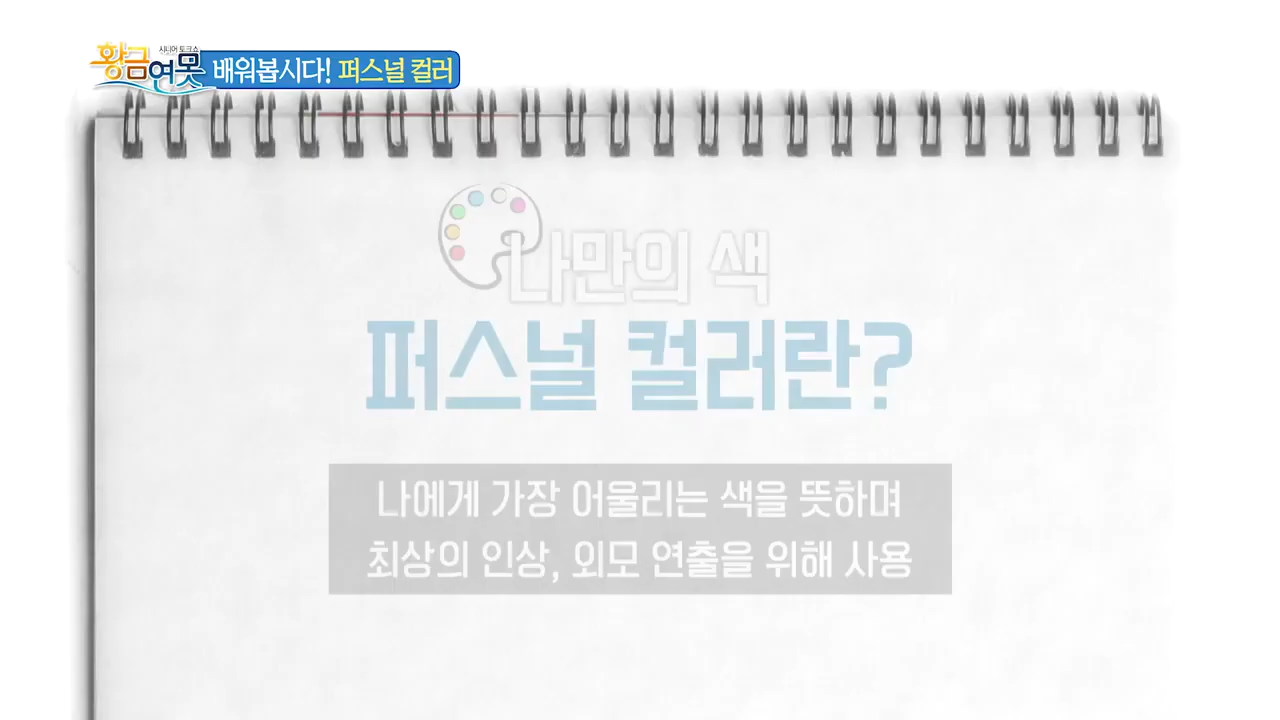 시니어 토크쇼
황금연못 배워봅시다! 퍼스널 컬러
나만의 색
퍼스널 컬러란?
나에게 가장 어울리는 색을 뜻하며
최상의 인상, 외모 연출을 위해 사용